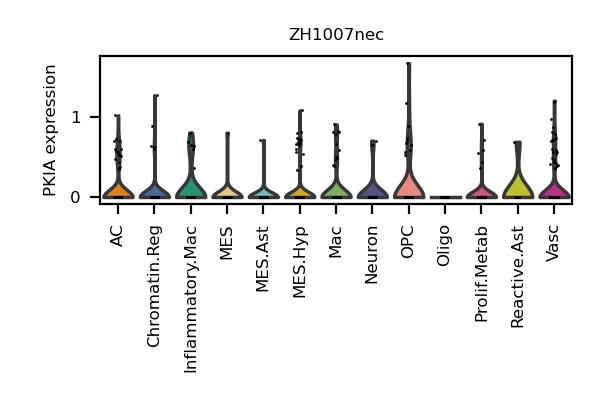 ZH1007nec
PKIA expression
1
0
AC
Chromatin.Reg
Inflammatory.Mac
MES
MES.Ast
MES.Hyp
Mac
Neuron
OPC
Oligo
Prolif.Metab
Reactive.Ast
Vasc